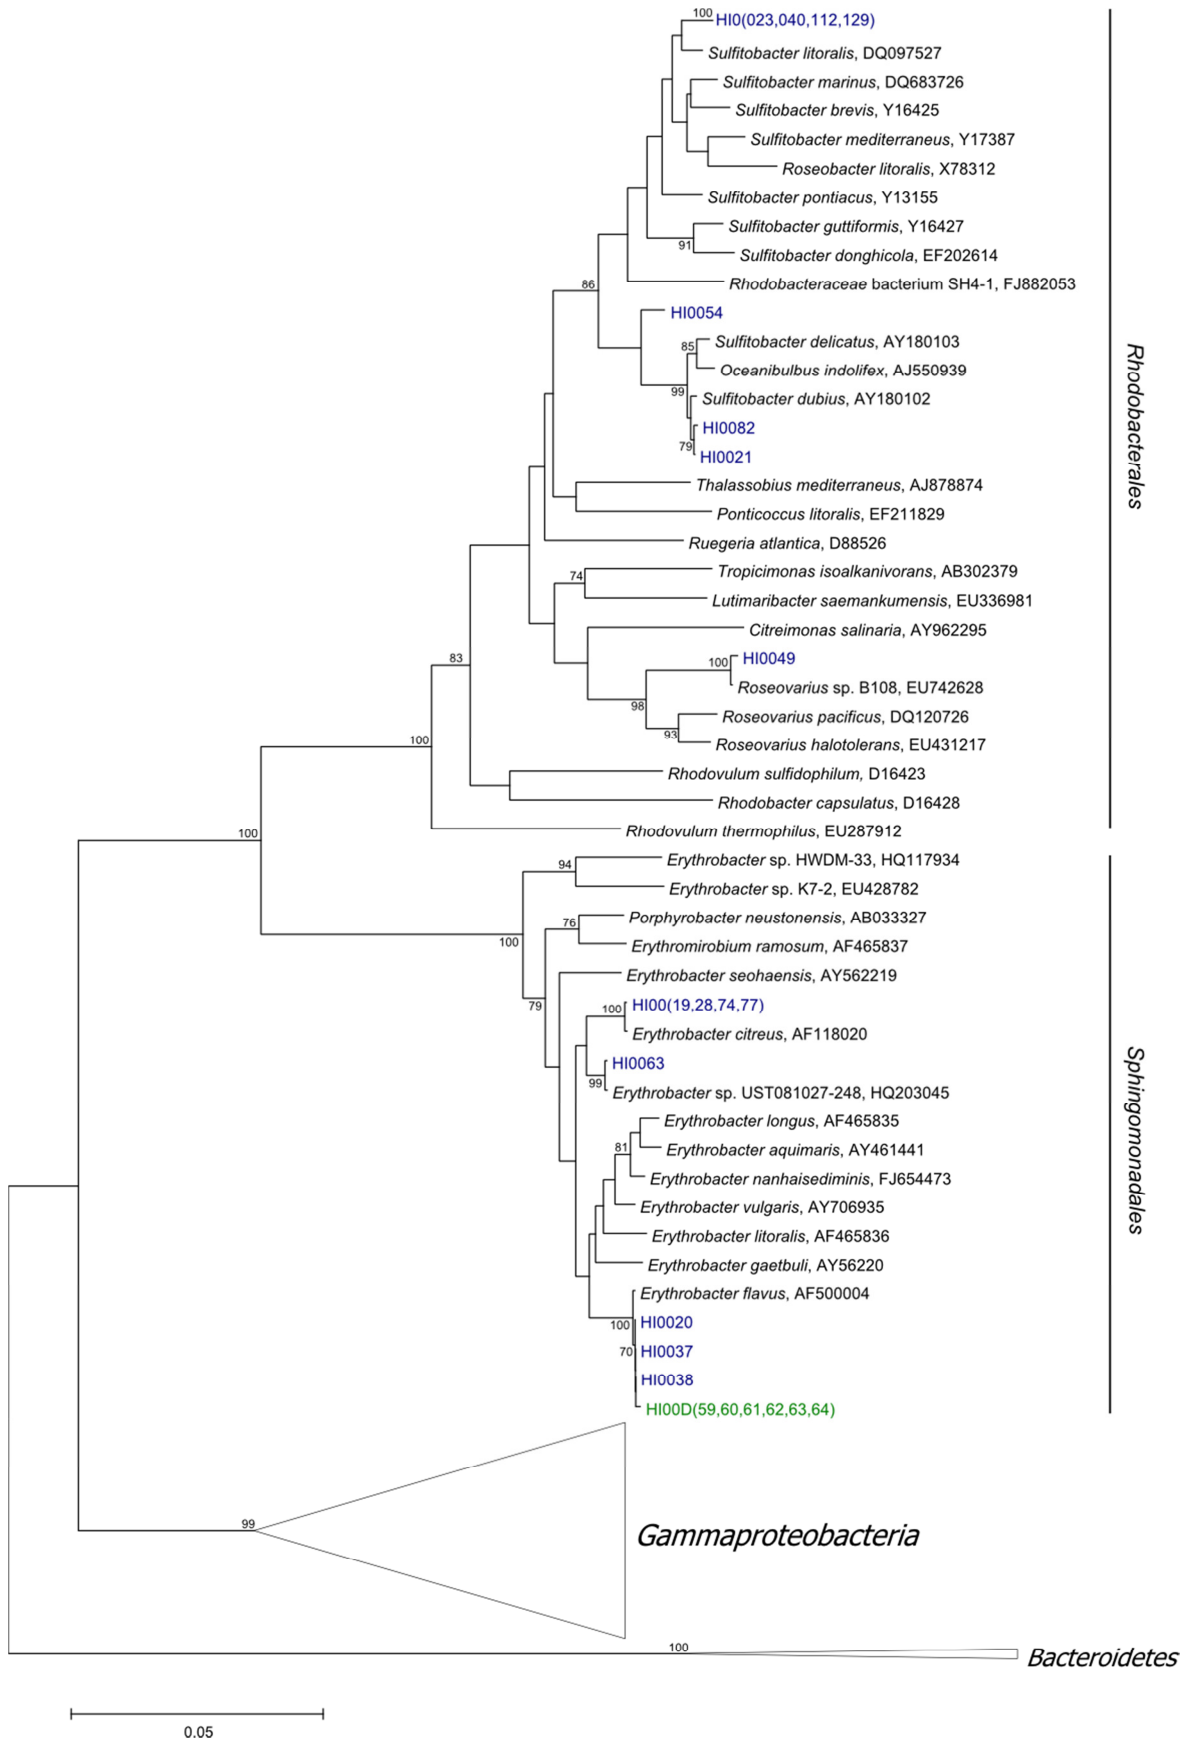 100
HI0(023,040,112,129)
Sulfitobacter litoralis, DQ097527
Sulfitobacter marinus, DQ683726
Sulfitobacter brevis, Y16425
Sulfitobacter mediterraneus, Y17387
Roseobacter litoralis, X78312
Sulfitobacter pontiacus, Y13155
Sulfitobacter guttiformis, Y16427
91
Sulfitobacter donghicola, EF202614
Rhodobacteraceae bacterium SH4-1, FJ882053
86
HI0054
Sulfitobacter delicatus, AY180103
85
Oceanibulbus indolifex, AJ550939
99
Sulfitobacter dubius, AY180102
HI0082
79
HI0021
Thalassobius mediterraneus, AJ878874
Ponticoccus litoralis, EF211829
Ruegeria atlantica, D88526
Tropicimonas isoalkanivorans, AB302379
74
Lutimaribacter saemankumensis, EU336981
Citreimonas salinaria, AY962295
83
HI0049
100
Roseovarius sp. B108, EU742628
98
Roseovarius pacificus, DQ120726
93
Roseovarius halotolerans, EU431217
100
Rhodovulum sulfidophilum, D16423
Rhodobacter capsulatus, D16428
Rhodovulum thermophilus, EU287912
Rhodobacterales
100
Erythrobacter sp. HWDM-33, HQ117934
94
Erythrobacter sp. K7-2, EU428782
Porphyrobacter neustonensis, AB033327
76
100
Erythromirobium ramosum, AF465837
Erythrobacter seohaensis, AY562219
79
HI00(19,28,74,77)
100
Erythrobacter citreus, AF118020
HI0063
99
Erythrobacter sp. UST081027-248, HQ203045
Erythrobacter longus, AF465835
81
Erythrobacter aquimaris, AY461441
Erythrobacter nanhaisediminis, FJ654473
Erythrobacter vulgaris, AY706935
Erythrobacter litoralis, AF465836
Erythrobacter gaetbuli, AY56220
Erythrobacter flavus, AF500004
100
HI0020
70
HI0037
HI0038
HI00D(59,60,61,62,63,64)
Sphingomonadales
99
Gammaproteobacteria
100
Bacteroidetes
0.05